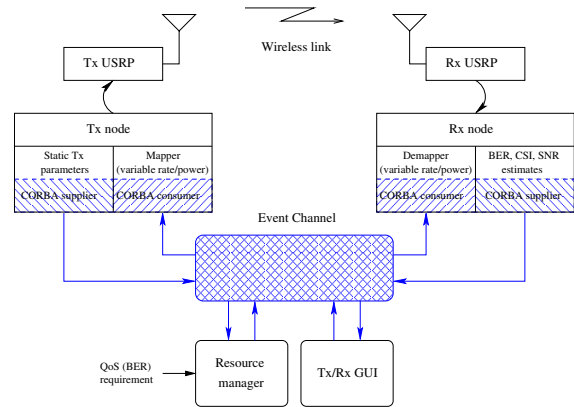 Wireless link
Tx USRP
Rx USRP
Tx node
Static Tx
parameters
Mapper
(variable rate/power)
CORBA supplier
CORBA consumer
Rx node
Demapper
(variable rate/power)
BER, CSI, SNR
estimates
CORBA consumer
CORBA supplier
Event Channel
QoS (BER)
requirement
Resource
manager
Tx/Rx GUI